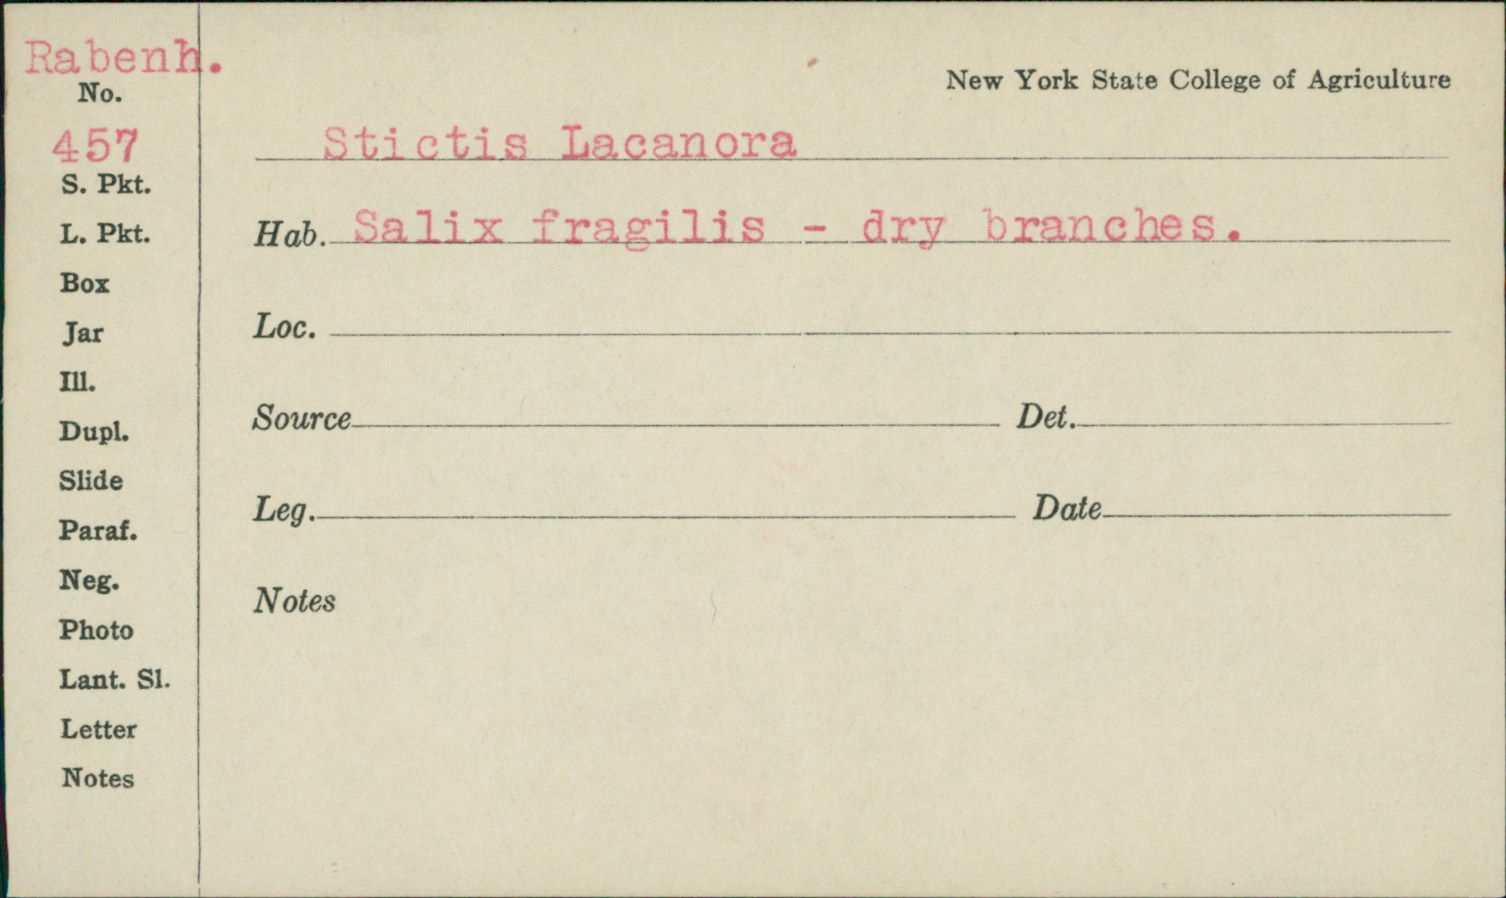 Rabenh.
No.
457
S. Pkt.
L. Pkt.
Box
Jar
Ill.
Dupl.
Slide
Paraf.
Neg.
Photo
Lant. Sl.
Letter
Notes
New York State College of Agriculture
Stictis Lacanora
Hab. Salix fragilis - dry branches.
Loc.
Source Det.
Leg. Date
Notes